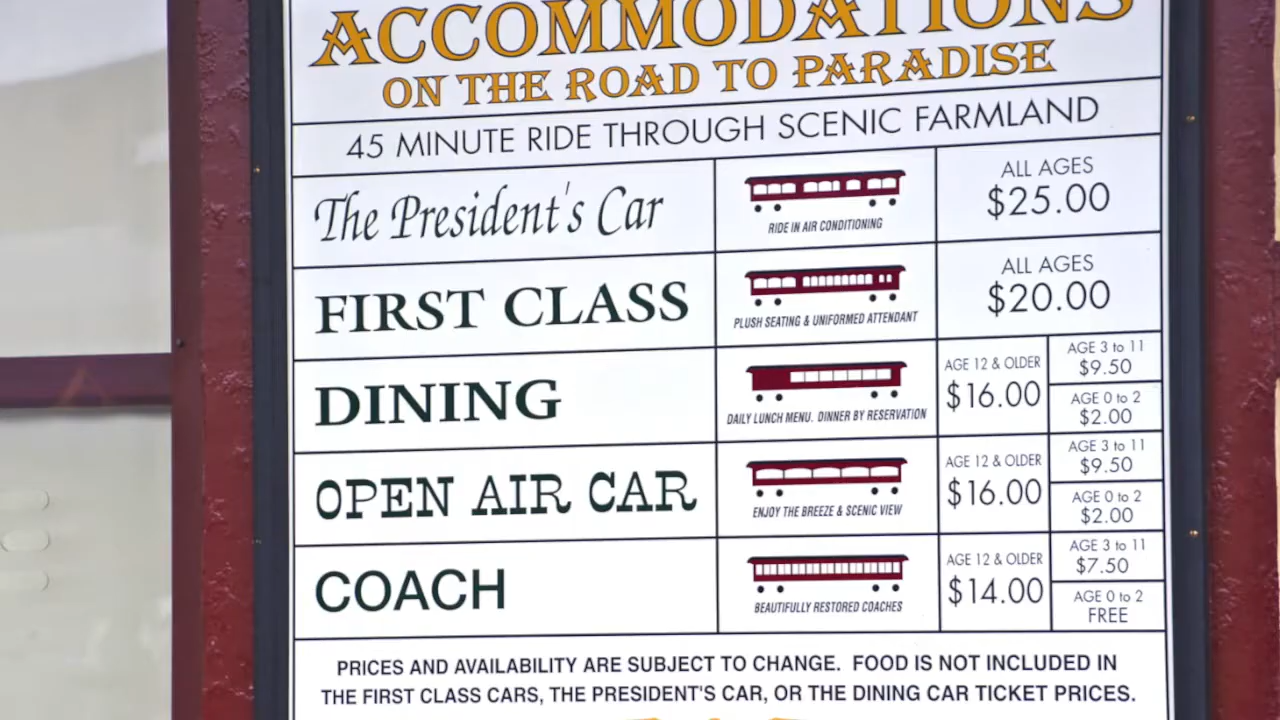 ACCOMMODATIONS
ON THE ROAD TO PARADISE
45 MINUTE RIDE THROUGH SCENIC FARMLAND
The President's Car
RIDE IN AIR CONDITIONING
ALL AGES
$25.00
FIRST CLASS
PLUSH SEATING & UNIFORMED ATTENDANT
ALL AGES
$20.00
DINING
DAILY LUNCH MENU. DINNER BY RESERVATION
AGE 12 & OLDER
$16.00
AGE 3 to 11
$9.50
AGE 0 to 2
$2.00
OPEN AIR CAR
ENJOY THE BREEZE & SCENIC VIEW
AGE 12 & OLDER
$16.00
AGE 3 to 11
$9.50
AGE 0 to 2
$2.00
COACH
BEAUTIFULLY RESTORED COACHES
AGE 12 & OLDER
$14.00
AGE 3 to 11
$7.50
AGE 0 to 2
FREE
PRICES AND AVAILABILITY ARE SUBJECT TO CHANGE. FOOD IS NOT INCLUDED IN
THE FIRST CLASS CARS, THE PRESIDENT'S CAR, OR THE DINING CAR TICKET PRICES.